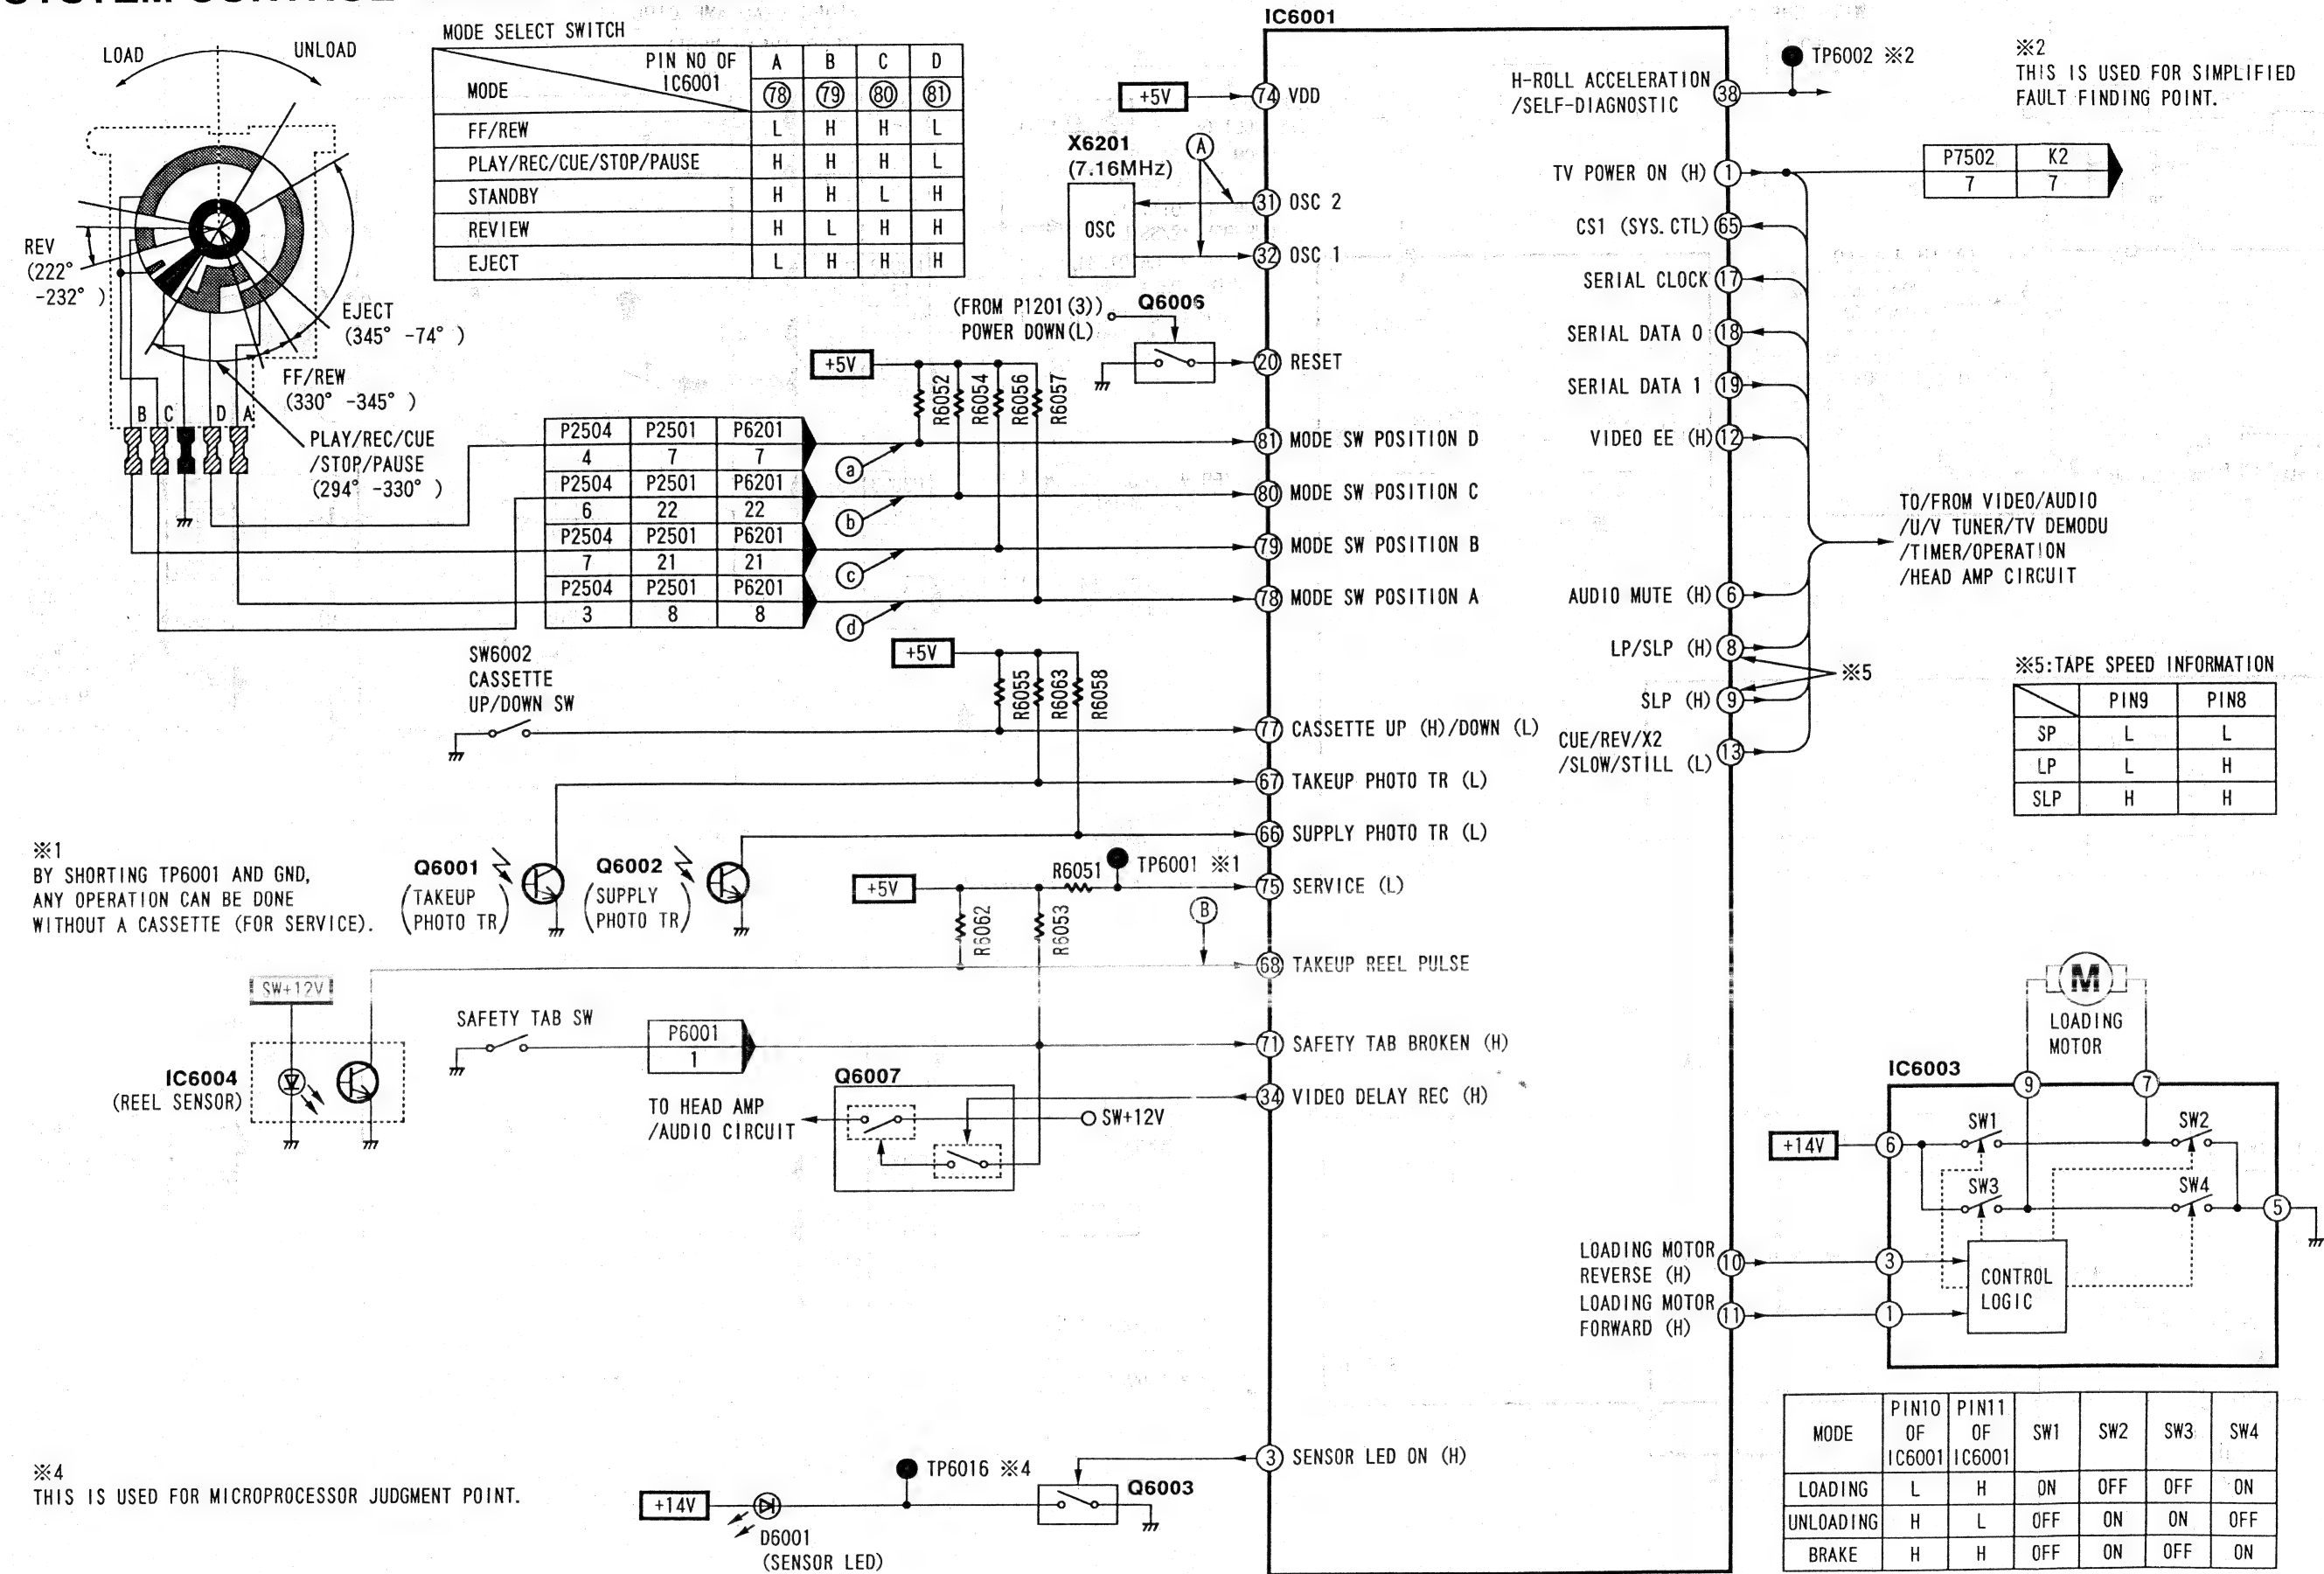 LOAD
UNLOAD
REV
(222°
-232° )
EJECT
(345° -74° )
FF/REW
(330° -345° )
PLAY/REC/CUE
/STOP/PAUSE
(294° -330° )
B C D A
MODE SELECT SWITCH
PIN NO OF IC6001 A B C D
MODE 78 79 80 81
FF/REW L H H L
PLAY/REC/CUE/STOP/PAUSE H H H L
STANDBY H H L H
REVIEW H L H H
EJECT L H H H
IC6001
+5V 74 VDD
X6201
(7.16MHz)
OSC
A
31 OSC 2
32 OSC 1
(FROM P1201(3))
POWER DOWN(L)
Q6006
20 RESET
+5V
R6052
R6054
R6056
R6057
P2504 P2501 P6201
4 7 7
a
81 MODE SW POSITION D
P2504 P2501 P6201
6 22 22
b
80 MODE SW POSITION C
P2504 P2501 P6201
7 21 21
c
79 MODE SW POSITION B
P2504 P2501 P6201
3 8 8
d
78 MODE SW POSITION A
SW6002
CASSETTE
UP/DOWN SW
+5V
R6055
R6063
R6058
77 CASSETTE UP (H)/DOWN (L)
67 TAKEUP PHOTO TR (L)
66 SUPPLY PHOTO TR (L)
※1
BY SHORTING TP6001 AND GND,
ANY OPERATION CAN BE DONE
WITHOUT A CASSETTE (FOR SERVICE).
Q6001
(TAKEUP
PHOTO TR)
Q6002
(SUPPLY
PHOTO TR)
+5V
R6051
TP6001 ※1
75 SERVICE (L)
R6062
R6053
B
68 TAKEUP REEL PULSE
SW+12V
IC6004
(REEL SENSOR)
SAFETY TAB SW
P6001
1
71 SAFETY TAB BROKEN (H)
Q6007
34 VIDEO DELAY REC (H)
TO HEAD AMP
/AUDIO CIRCUIT
SW+12V
3 SENSOR LED ON (H)
※4
THIS IS USED FOR MICROPROCESSOR JUDGMENT POINT.
+14V
D6001
(SENSOR LED)
TP6016 ※4
Q6003
H-ROLL ACCELERATION
/SELF-DIAGNOSTIC
38
TP6002 ※2
※2
THIS IS USED FOR SIMPLIFIED
FAULT FINDING POINT.
TV POWER ON (H) 1
P7502 K2
7 7
CS1 (SYS.CTL) 65
SERIAL CLOCK 17
SERIAL DATA 0 18
SERIAL DATA 1 19
VIDEO EE (H) 12
TO/FROM VIDEO/AUDIO
/U/V TUNER/TV DEMODU
/TIMER/OPERATION
/HEAD AMP CIRCUIT
AUDIO MUTE (H) 6
LP/SLP (H) 8
※5
SLP (H) 9
CUE/REV/X2
/SLOW/STILL (L)
13
※5:TAPE SPEED INFORMATION
PIN9 PIN8
SP L L
LP L H
SLP H H
M
LOADING
MOTOR
IC6003
9
7
+14V
6
SW1
SW2
SW3
SW4
5
LOADING MOTOR
REVERSE (H)
10
3
LOADING MOTOR
FORWARD (H)
11
1
CONTROL
LOGIC
MODE PIN10 OF IC6001 PIN11 OF IC6001 SW1 SW2 SW3 SW4
LOADING L H ON OFF OFF ON
UNLOADING H L OFF ON ON OFF
BRAKE H H OFF ON OFF ON